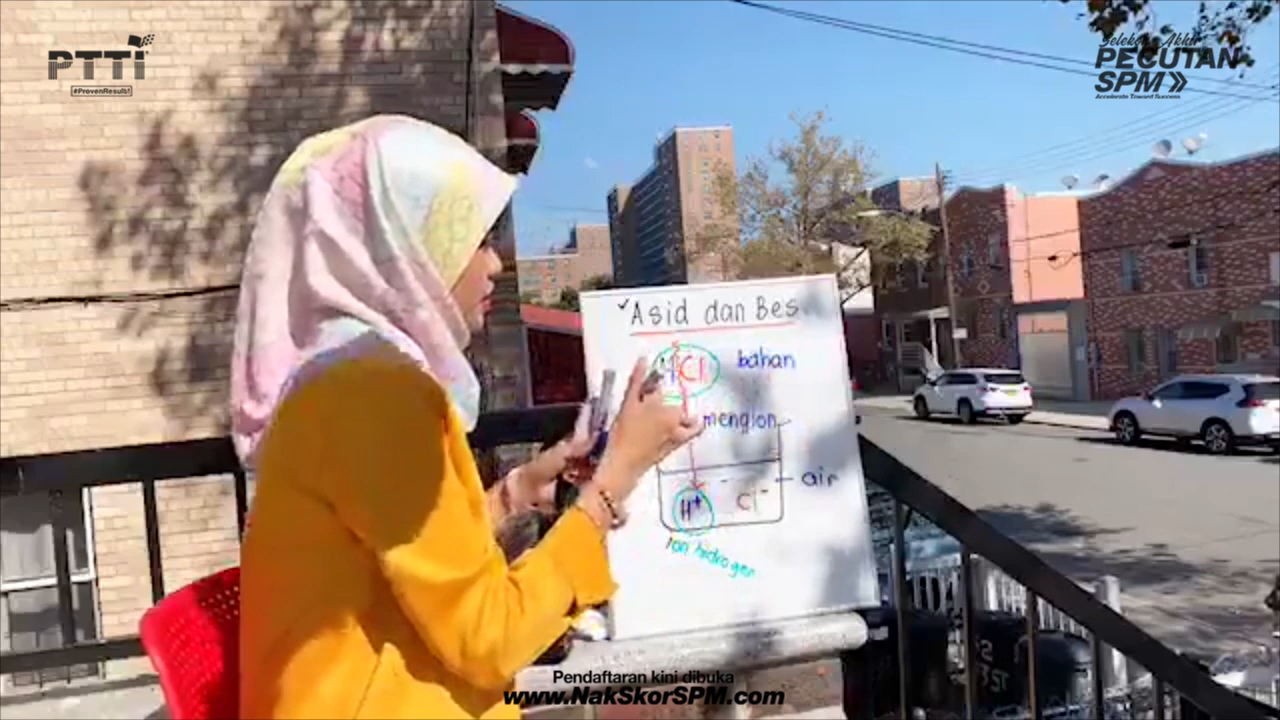 PTTi
#ProvenResult!
Selekoh Akhir
PECUTAN
SPM
Accelerate Toward Success
Asid dan Bes
HCl bahan
mengion
air
H+ Cl-
Ion hidrogen
Pendaftaran kini dibuka
www.NakSkorSPM.com